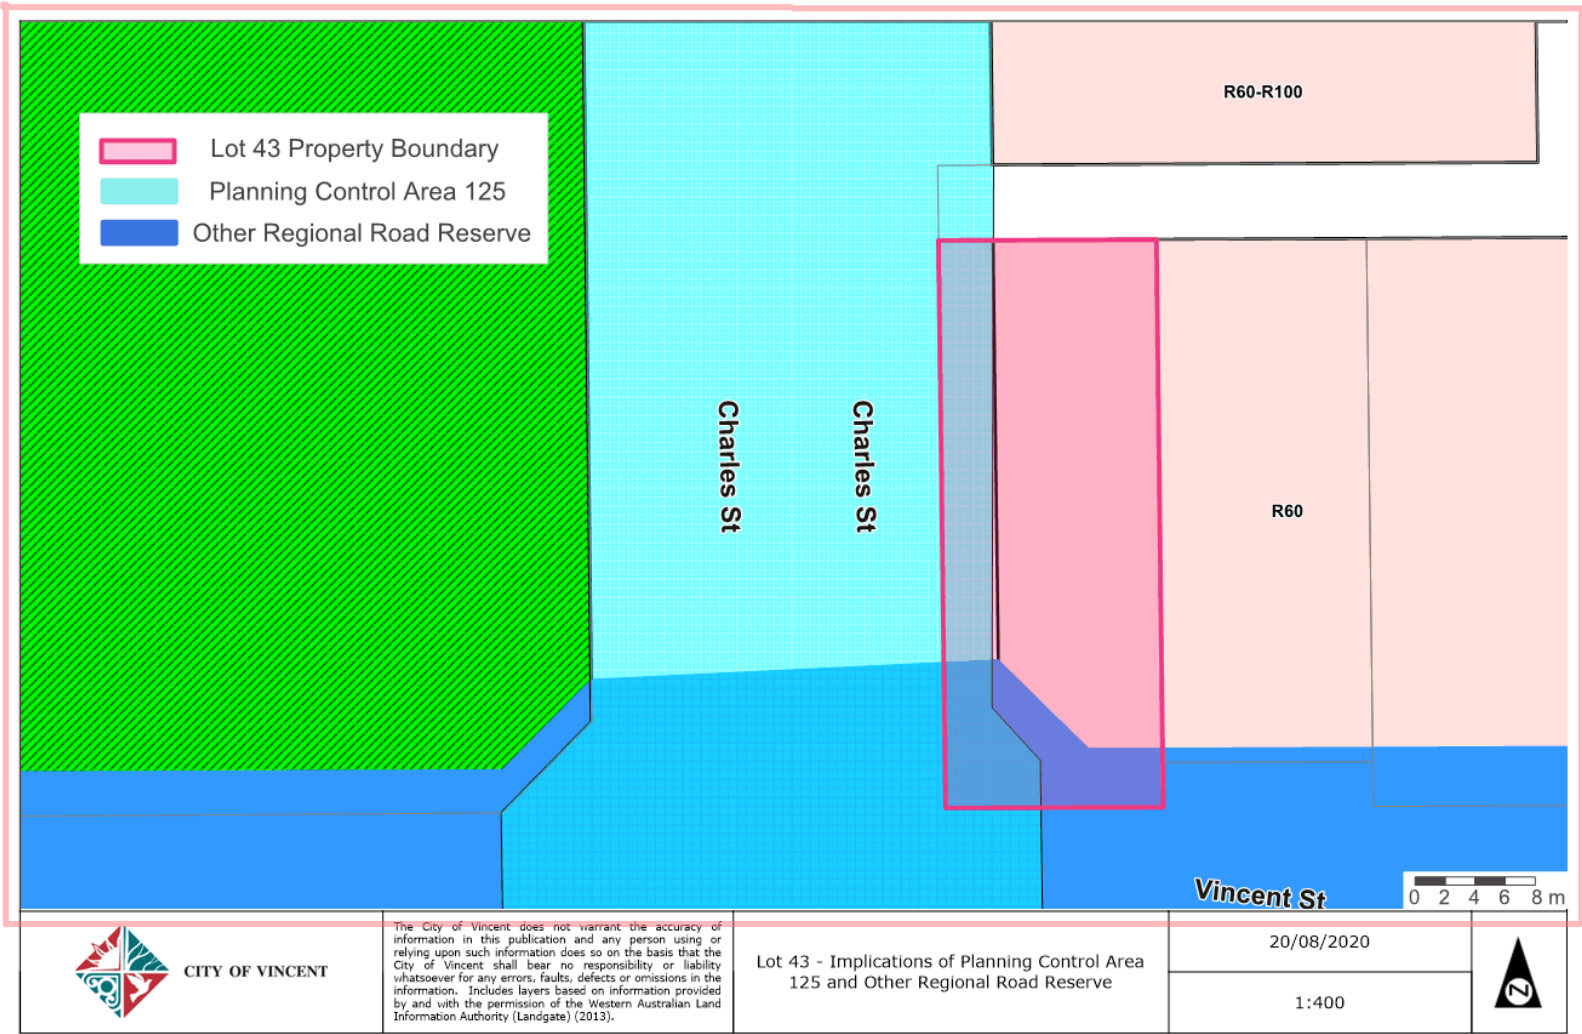 R60-R100
Lot 43 Property Boundary
Planning Control Area 125
Other Regional Road Reserve
Charles St
Charles St
R60
Vincent St
0 2 4 6 8 m
CITY OF VINCENT
The City of Vincent does not warrant the accuracy of
information in this publication and any person using or
relying upon such information does so on the basis that the
City of Vincent shall bear no responsibility or liability
whatsoever for any errors, faults, defects or omissions in the
information. Includes layers based on information provided
by and with the permission of the Western Australian Land
Information Authority (Landgate) (2013).
Lot 43 - Implications of Planning Control Area
125 and Other Regional Road Reserve
20/08/2020
1:400
N